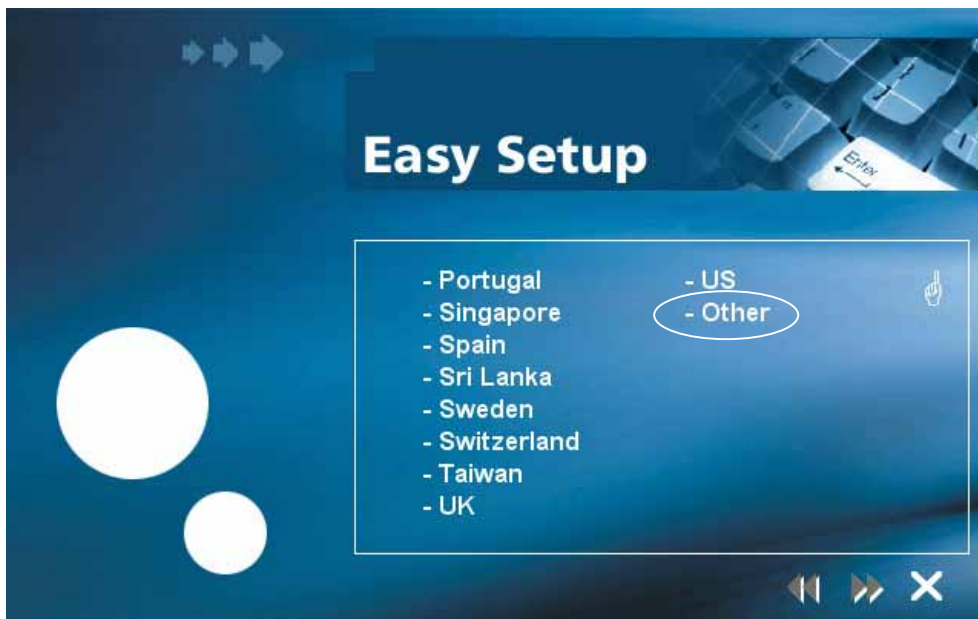 Enter
Easy Setup
- Portugal
- Singapore
- Spain
- Sri Lanka
- Sweden
- Switzerland
- Taiwan
- UK
- US
- Other